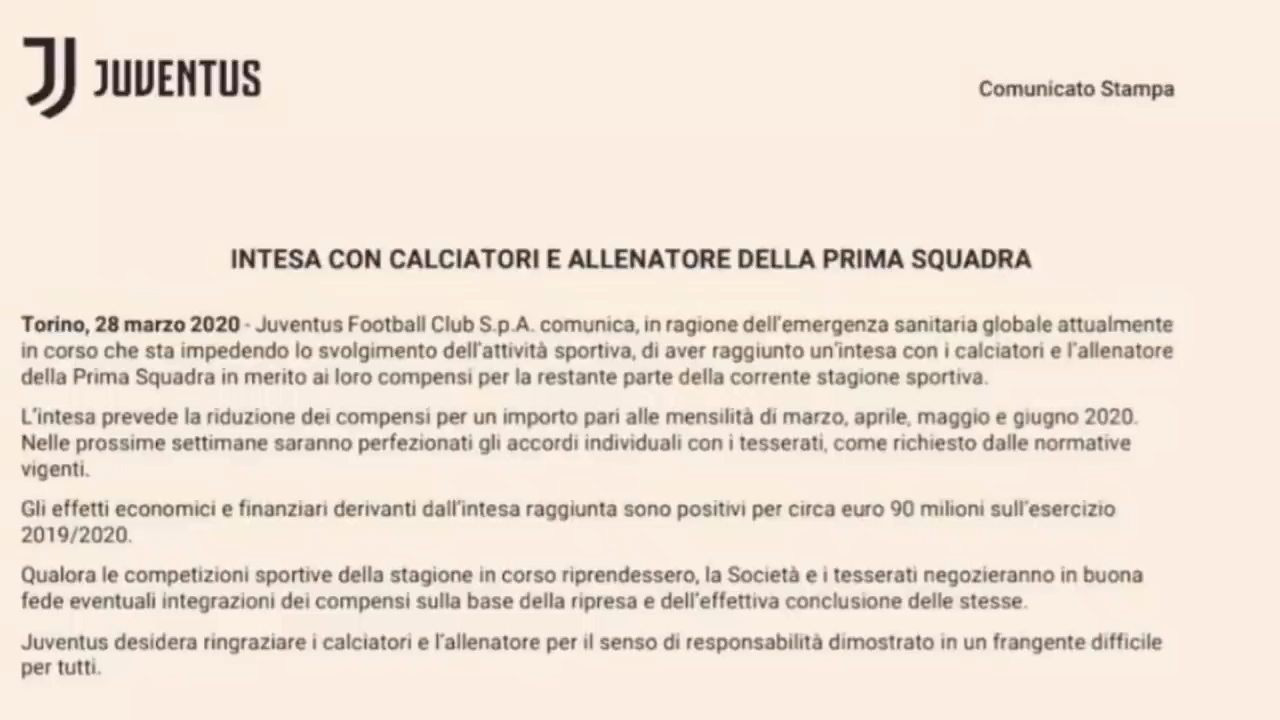 JUVENTUS
Comunicato Stampa
INTESA CON CALCIATORI E ALLENATORE DELLA PRIMA SQUADRA
Torino, 28 marzo 2020 - Juventus Football Club S.p.A. comunica, in ragione dell'emergenza sanitaria globale attualmente
in corso che sta impedendo lo svolgimento dell'attività sportiva, di aver raggiunto un'intesa con i calciatori e l'allenatore
della Prima Squadra in merito ai loro compensi per la restante parte della corrente stagione sportiva.
L'intesa prevede la riduzione dei compensi per un importo pari alle mensilità di marzo, aprile, maggio e giugno 2020.
Nelle prossime settimane saranno perfezionati gli accordi individuali con i tesserati, come richiesto dalle normative
vigenti.
Gli effetti economici e finanziari derivanti dall'intesa raggiunta sono positivi per circa euro 90 milioni sull'esercizio
2019/2020.
Qualora le competizioni sportive della stagione in corso riprendessero, la Società e i tesserati negozieranno in buona
fede eventuali integrazioni dei compensi sulla base della ripresa e dell'effettiva conclusione delle stesse.
Juventus desidera ringraziare i calciatori e l'allenatore per il senso di responsabilità dimostrato in un frangente difficile
per tutti.